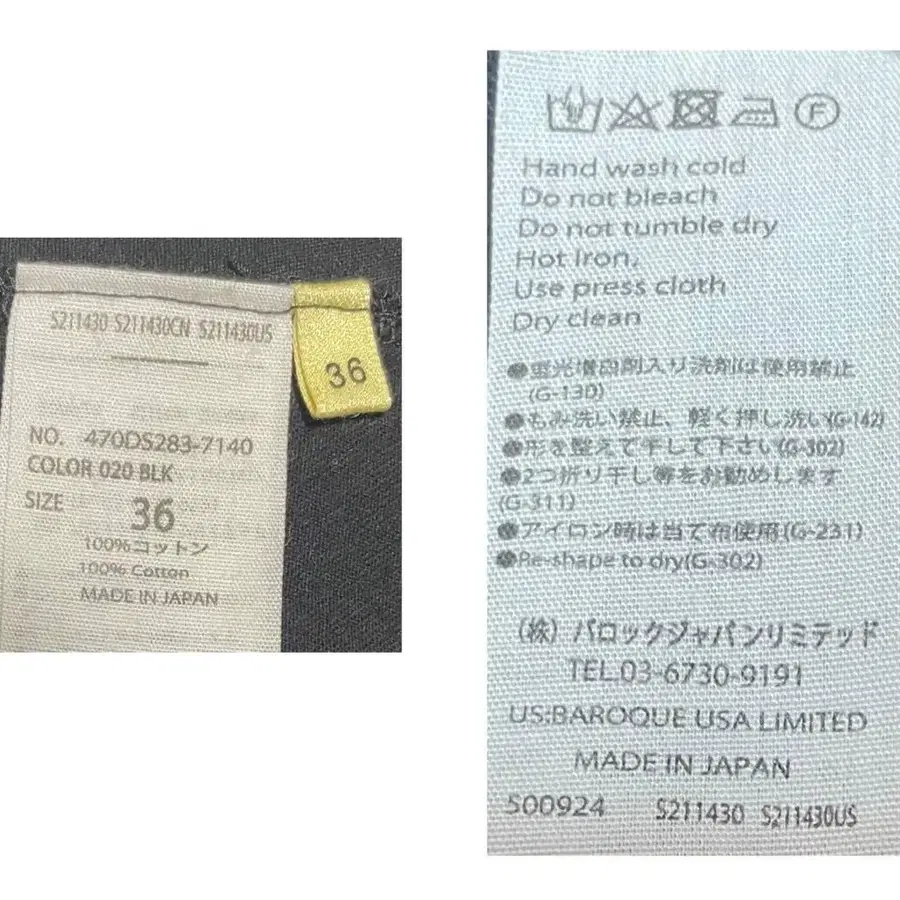 S211430 S211430CN S211430US
36
NO. 470DS283-7140
COLOR 020 BLK
SIZE 36
100%コットン
100% Cotton
MADE IN JAPAN
F
Hand wash cold
Do not bleach
Do not tumble dry
Hot Iron,
Use press cloth
Dry clean
●蛍光増白剤入り洗剤は使用禁止
(G-130)
●もみ洗い禁止、軽く押し洗い(G-142)
●形を整えて干して下さい(G-302)
●2つ折り干し等をお勧めします
(G-311)
●アイロン時は当て布使用(G-231)
●Re-shape to dry(G-302)
(株)バロックジャパンリミテッド
TEL.03-6730-9191
US:BAROQUE USA LIMITED
MADE IN JAPAN
500924 S211430 S211430US